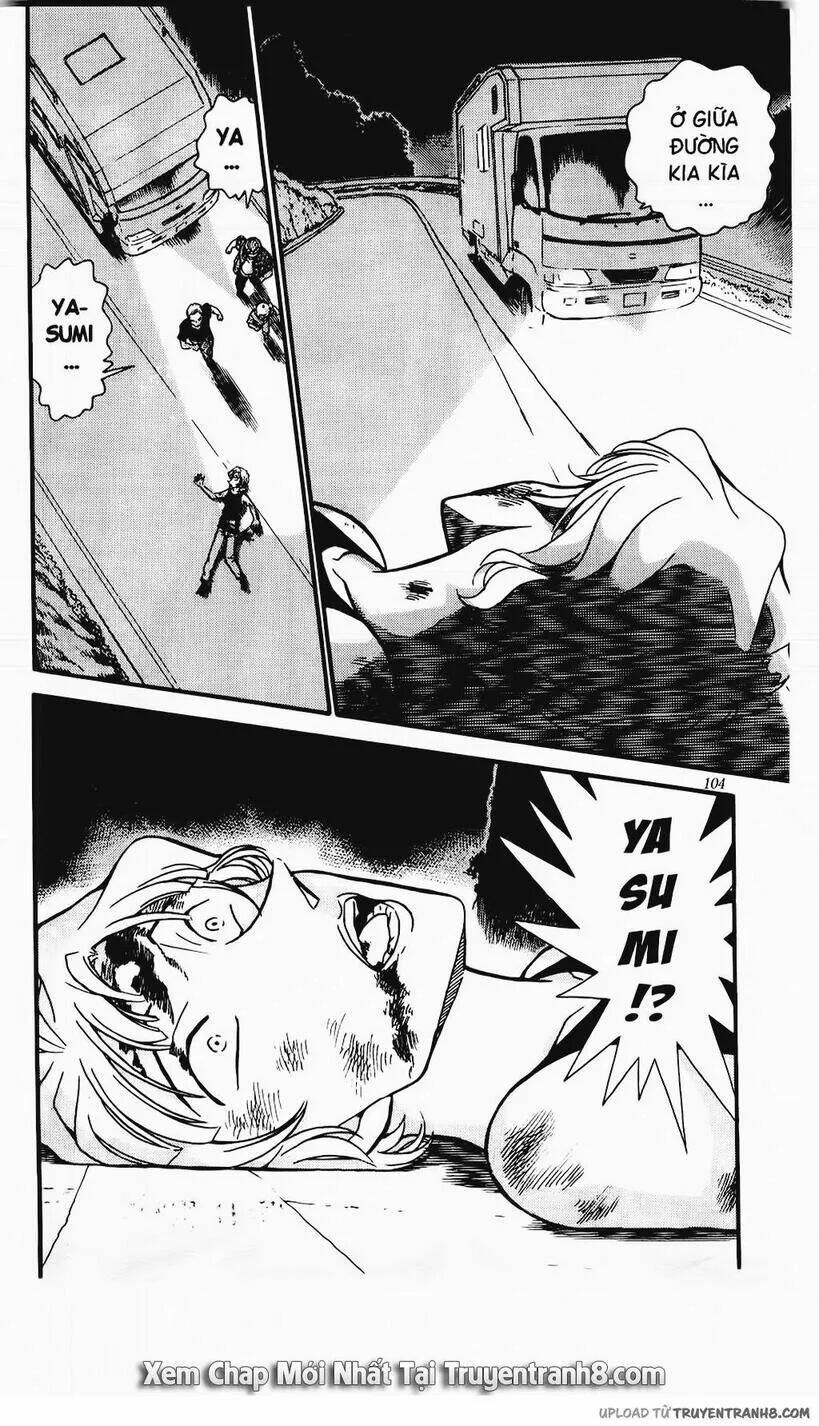 Ở GIỮA
ĐƯỜNG
KIA KÌA
...
YA
...
YA-
SUMI
...
104
YA
SU
MI
!?
Xem Chap Mới Nhất Tại Truyentranh8.com
UPLOAD TỪ TRUYENTRANH8.COM